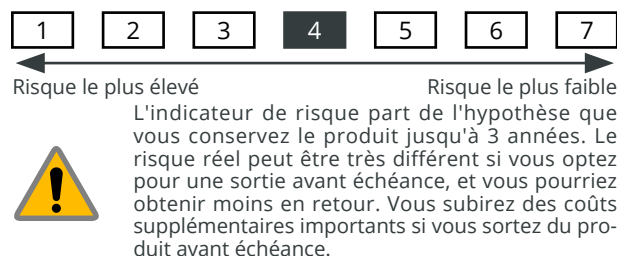 1 2 3 4 5 6 7
Risque le plus élevé Risque le plus faible
L'indicateur de risque part de l'hypothèse que
vous conservez le produit jusqu'à 3 années. Le
risque réel peut être très différent si vous optez
pour une sortie avant échéance, et vous pourriez
obtenir moins en retour. Vous subirez des coûts
supplémentaires importants si vous sortez du pro-
duit avant échéance.